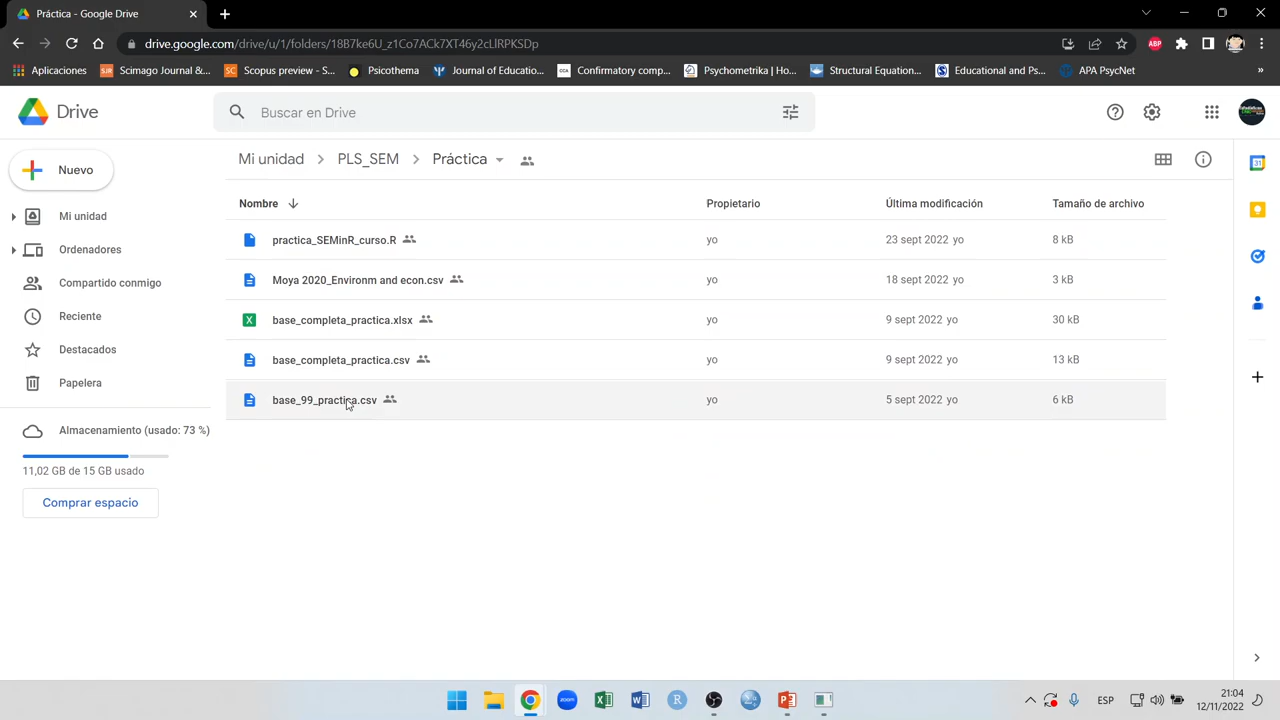 Práctica - Google Drive
drive.google.com/drive/u/1/folders/18B7ke6U_z1Co7ACk7XT46y2cLlRPKSDp
ABP
Aplicaciones
SJR Scimago Journal &...
SC Scopus preview - S...
Psicothema
Journal of Educatio...
CCA Confirmatory comp...
Psychometrika | Ho...
Structural Equation...
Educational and Ps...
APA PsycNet
»
Drive
Buscar en Drive
Nuevo
Mi unidad
Ordenadores
Compartido conmigo
Reciente
Destacados
Papelera
Almacenamiento (usado: 73 %)
11,02 GB de 15 GB usado
Comprar espacio
Mi unidad > PLS_SEM > Práctica
Nombre Propietario Última modificación Tamaño de archivo
practica_SEMinR_curso.R yo 23 sept 2022 yo 8 kB
Moya 2020_Environm and econ.csv yo 18 sept 2022 yo 3 kB
X base_completa_practica.xlsx yo 9 sept 2022 yo 30 kB
base_completa_practica.csv yo 9 sept 2022 yo 13 kB
base_99_practica.csv yo 5 sept 2022 yo 6 kB
31
zoom
R
ESP
21:04
12/11/2022